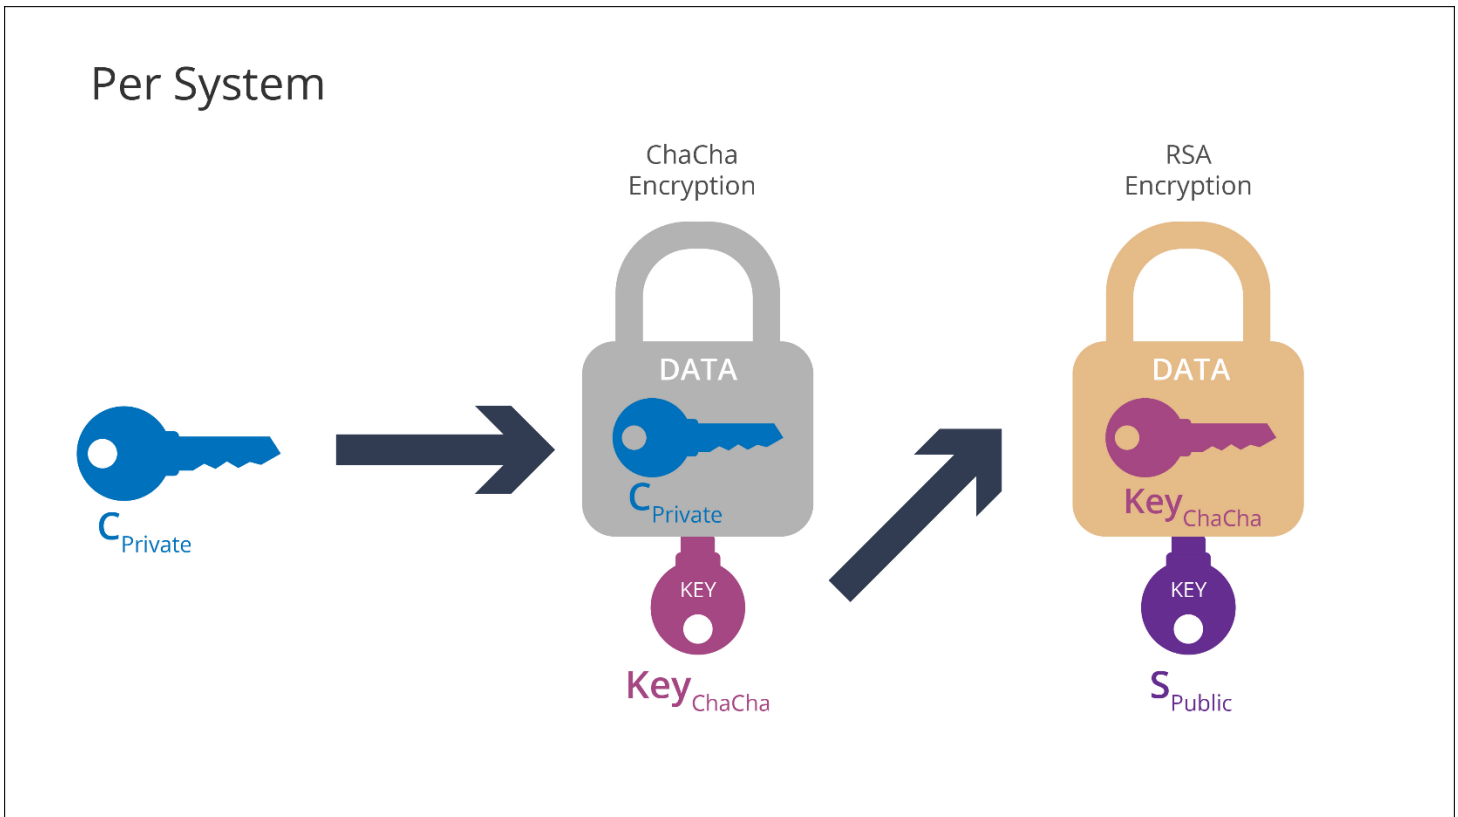 Per System
ChaCha
Encryption
RSA
Encryption
DATA
C Private
KEY
Key ChaCha
DATA
Key ChaCha
KEY
S Public
C Private